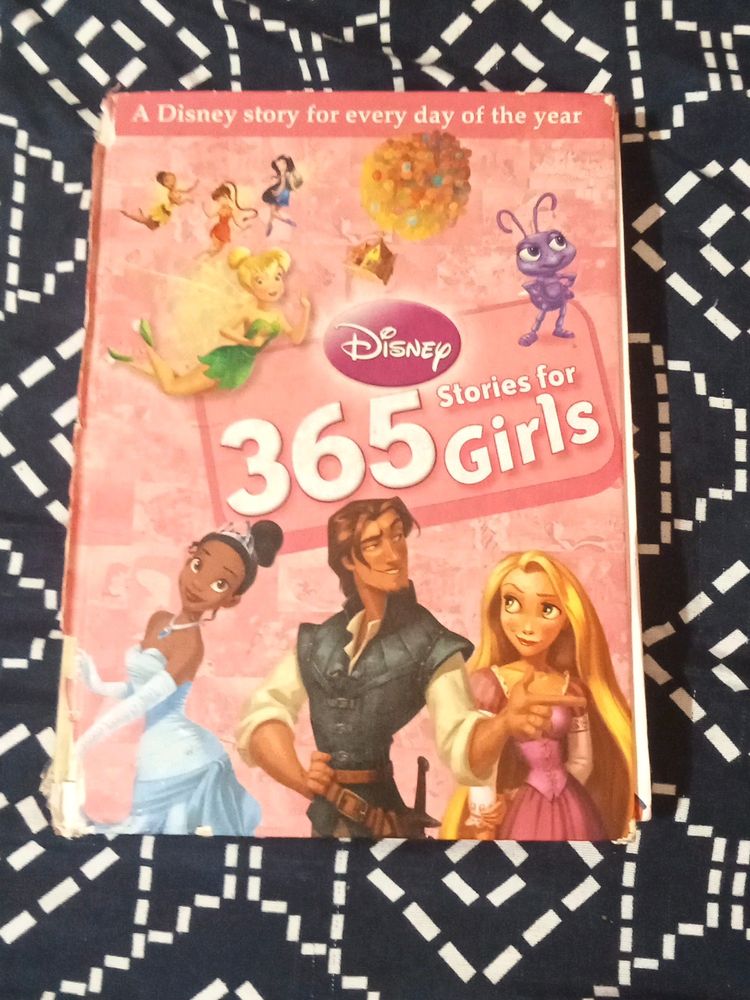 A Disney story for every day of the year
Disney
365 Stories for
Girls